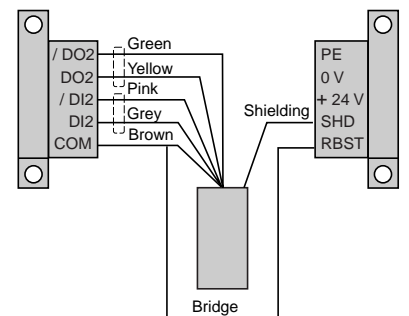 / DO2
DO2
/ DI2
DI2
COM
Green
Yellow
Pink
Grey
Brown
Shielding
PE
0 V
+ 24 V
SHD
RBST
Bridge